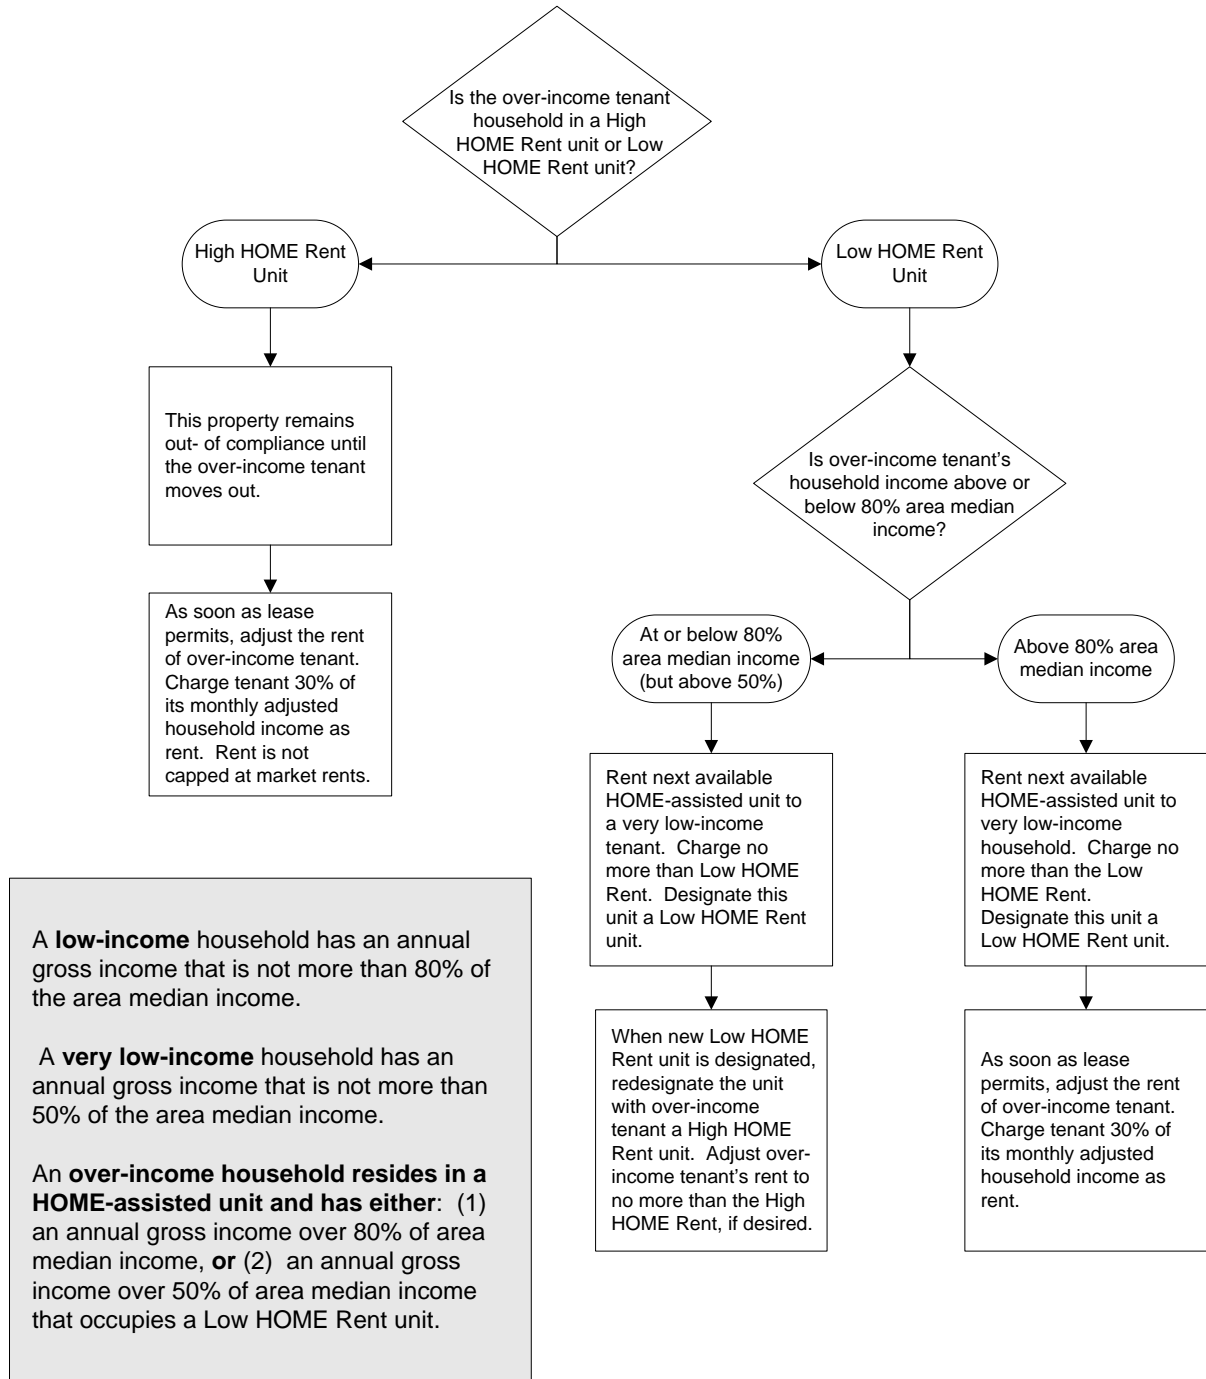 Is the over-income tenant
household in a High
HOME Rent unit or Low
HOME Rent unit?
High HOME Rent
Unit
Low HOME Rent
Unit
This property remains
out- of compliance until
the over-income tenant
moves out.
As soon as lease
permits, adjust the rent
of over-income tenant.
Charge tenant 30% of
its monthly adjusted
household income as
rent.  Rent is not
capped at market rents.
Is over-income tenant's
household income above or
below 80% area median
income?
At or below 80%
area median income
(but above 50%)
Above 80% area
median income
Rent next available
HOME-assisted unit to
a very low-income
tenant.  Charge no
more than Low HOME
Rent.  Designate this
unit a Low HOME Rent
unit.
Rent next available
HOME-assisted unit to
very low-income
household.  Charge no
more than the Low
HOME Rent.
Designate this unit a
Low HOME Rent unit.
When new Low HOME
Rent unit is designated,
redesignate the unit
with over-income
tenant a High HOME
Rent unit.  Adjust over-
income tenant's rent to
no more than the High
HOME Rent, if desired.
As soon as lease
permits, adjust the rent
of over-income tenant.
Charge tenant 30% of
its monthly adjusted
household income as
rent.
A low-income household has an annual
gross income that is not more than 80% of
the area median income.
A very low-income household has an
annual gross income that is not more than
50% of the area median income.
An over-income household resides in a
HOME-assisted unit and has either:  (1)
an annual gross income over 80% of area
median income, or (2)  an annual gross
income over 50% of area median income
that occupies a Low HOME Rent unit.